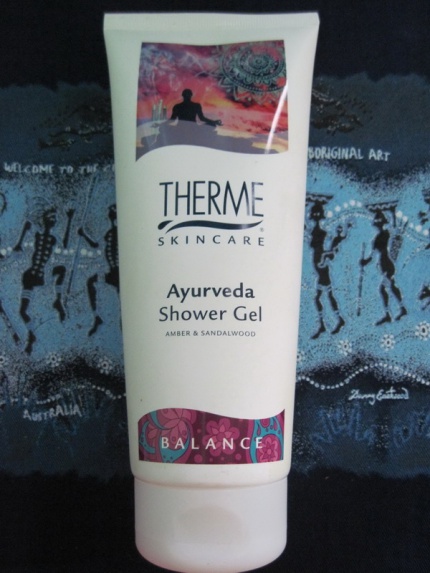 WELCOME TO THE
ABORIGINAL ART
THERME
SKINCARE
Ayurveda
Shower Gel
AMBER & SANDALWOOD
AUSTRALIA
BALANCE